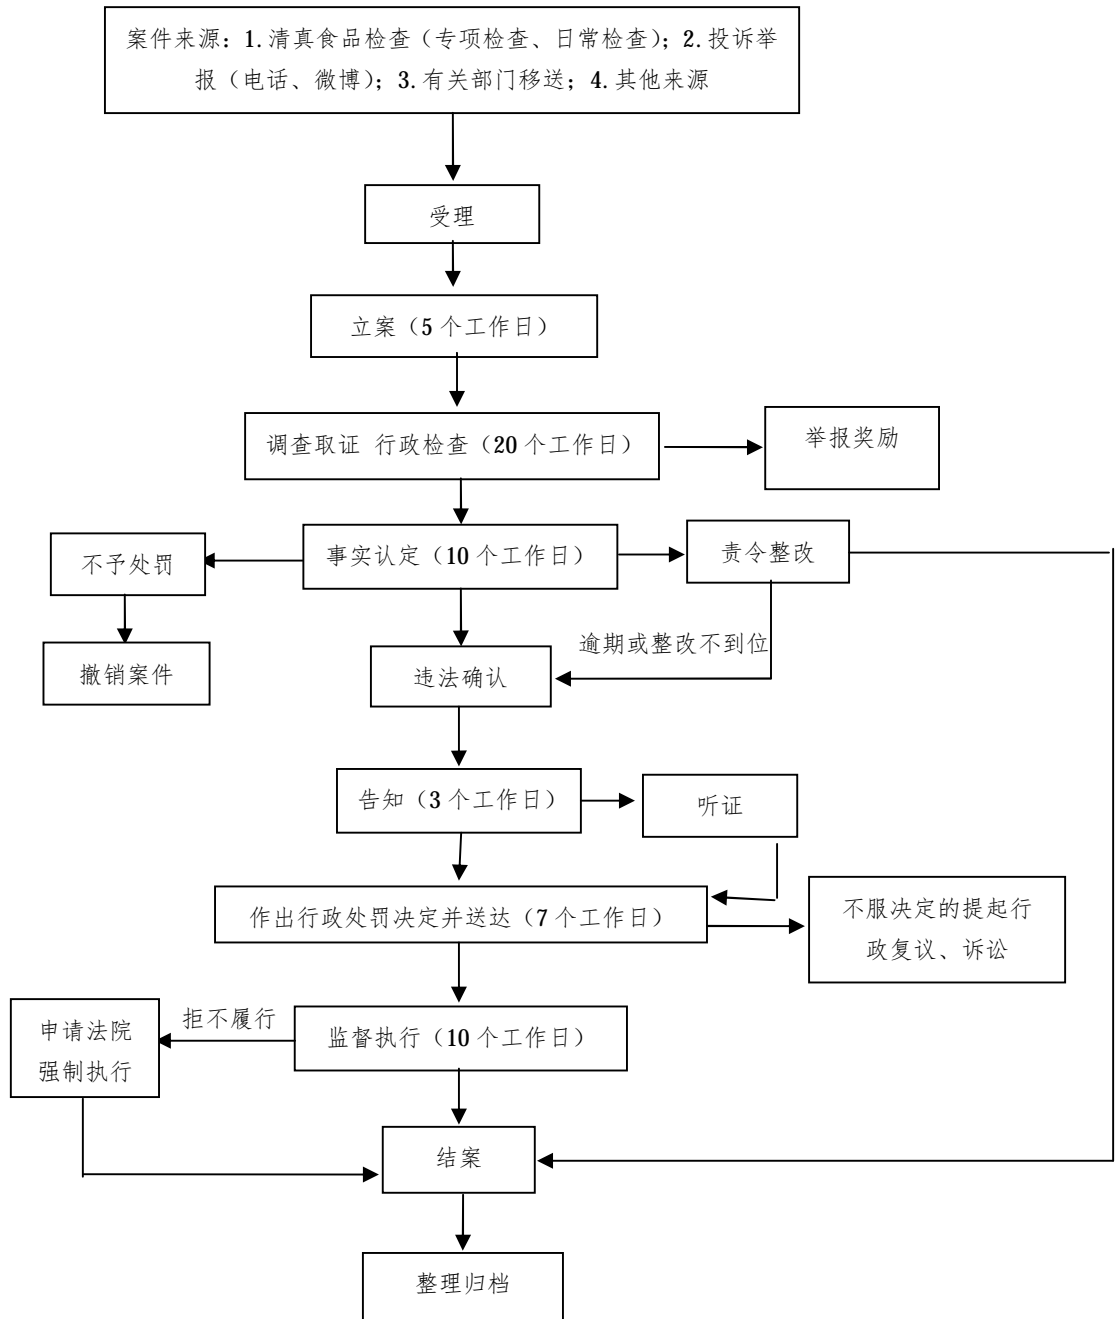 案件来源：1.清真食品检查（专项检查、日常检查）；2.投诉举
报（电话、微博）；3.有关部门移送；4.其他来源
受理
立案（5个工作日）
调查取证 行政检查（20个工作日）
举报奖励
不予处罚
事实认定（10个工作日）
责令整改
撤销案件
逾期或整改不到位
违法确认
告知（3个工作日）
听证
作出行政处罚决定并送达（7个工作日）
不服决定的提起行
政复议、诉讼
申请法院
强制执行
拒不履行
监督执行（10个工作日）
结案
整理归档